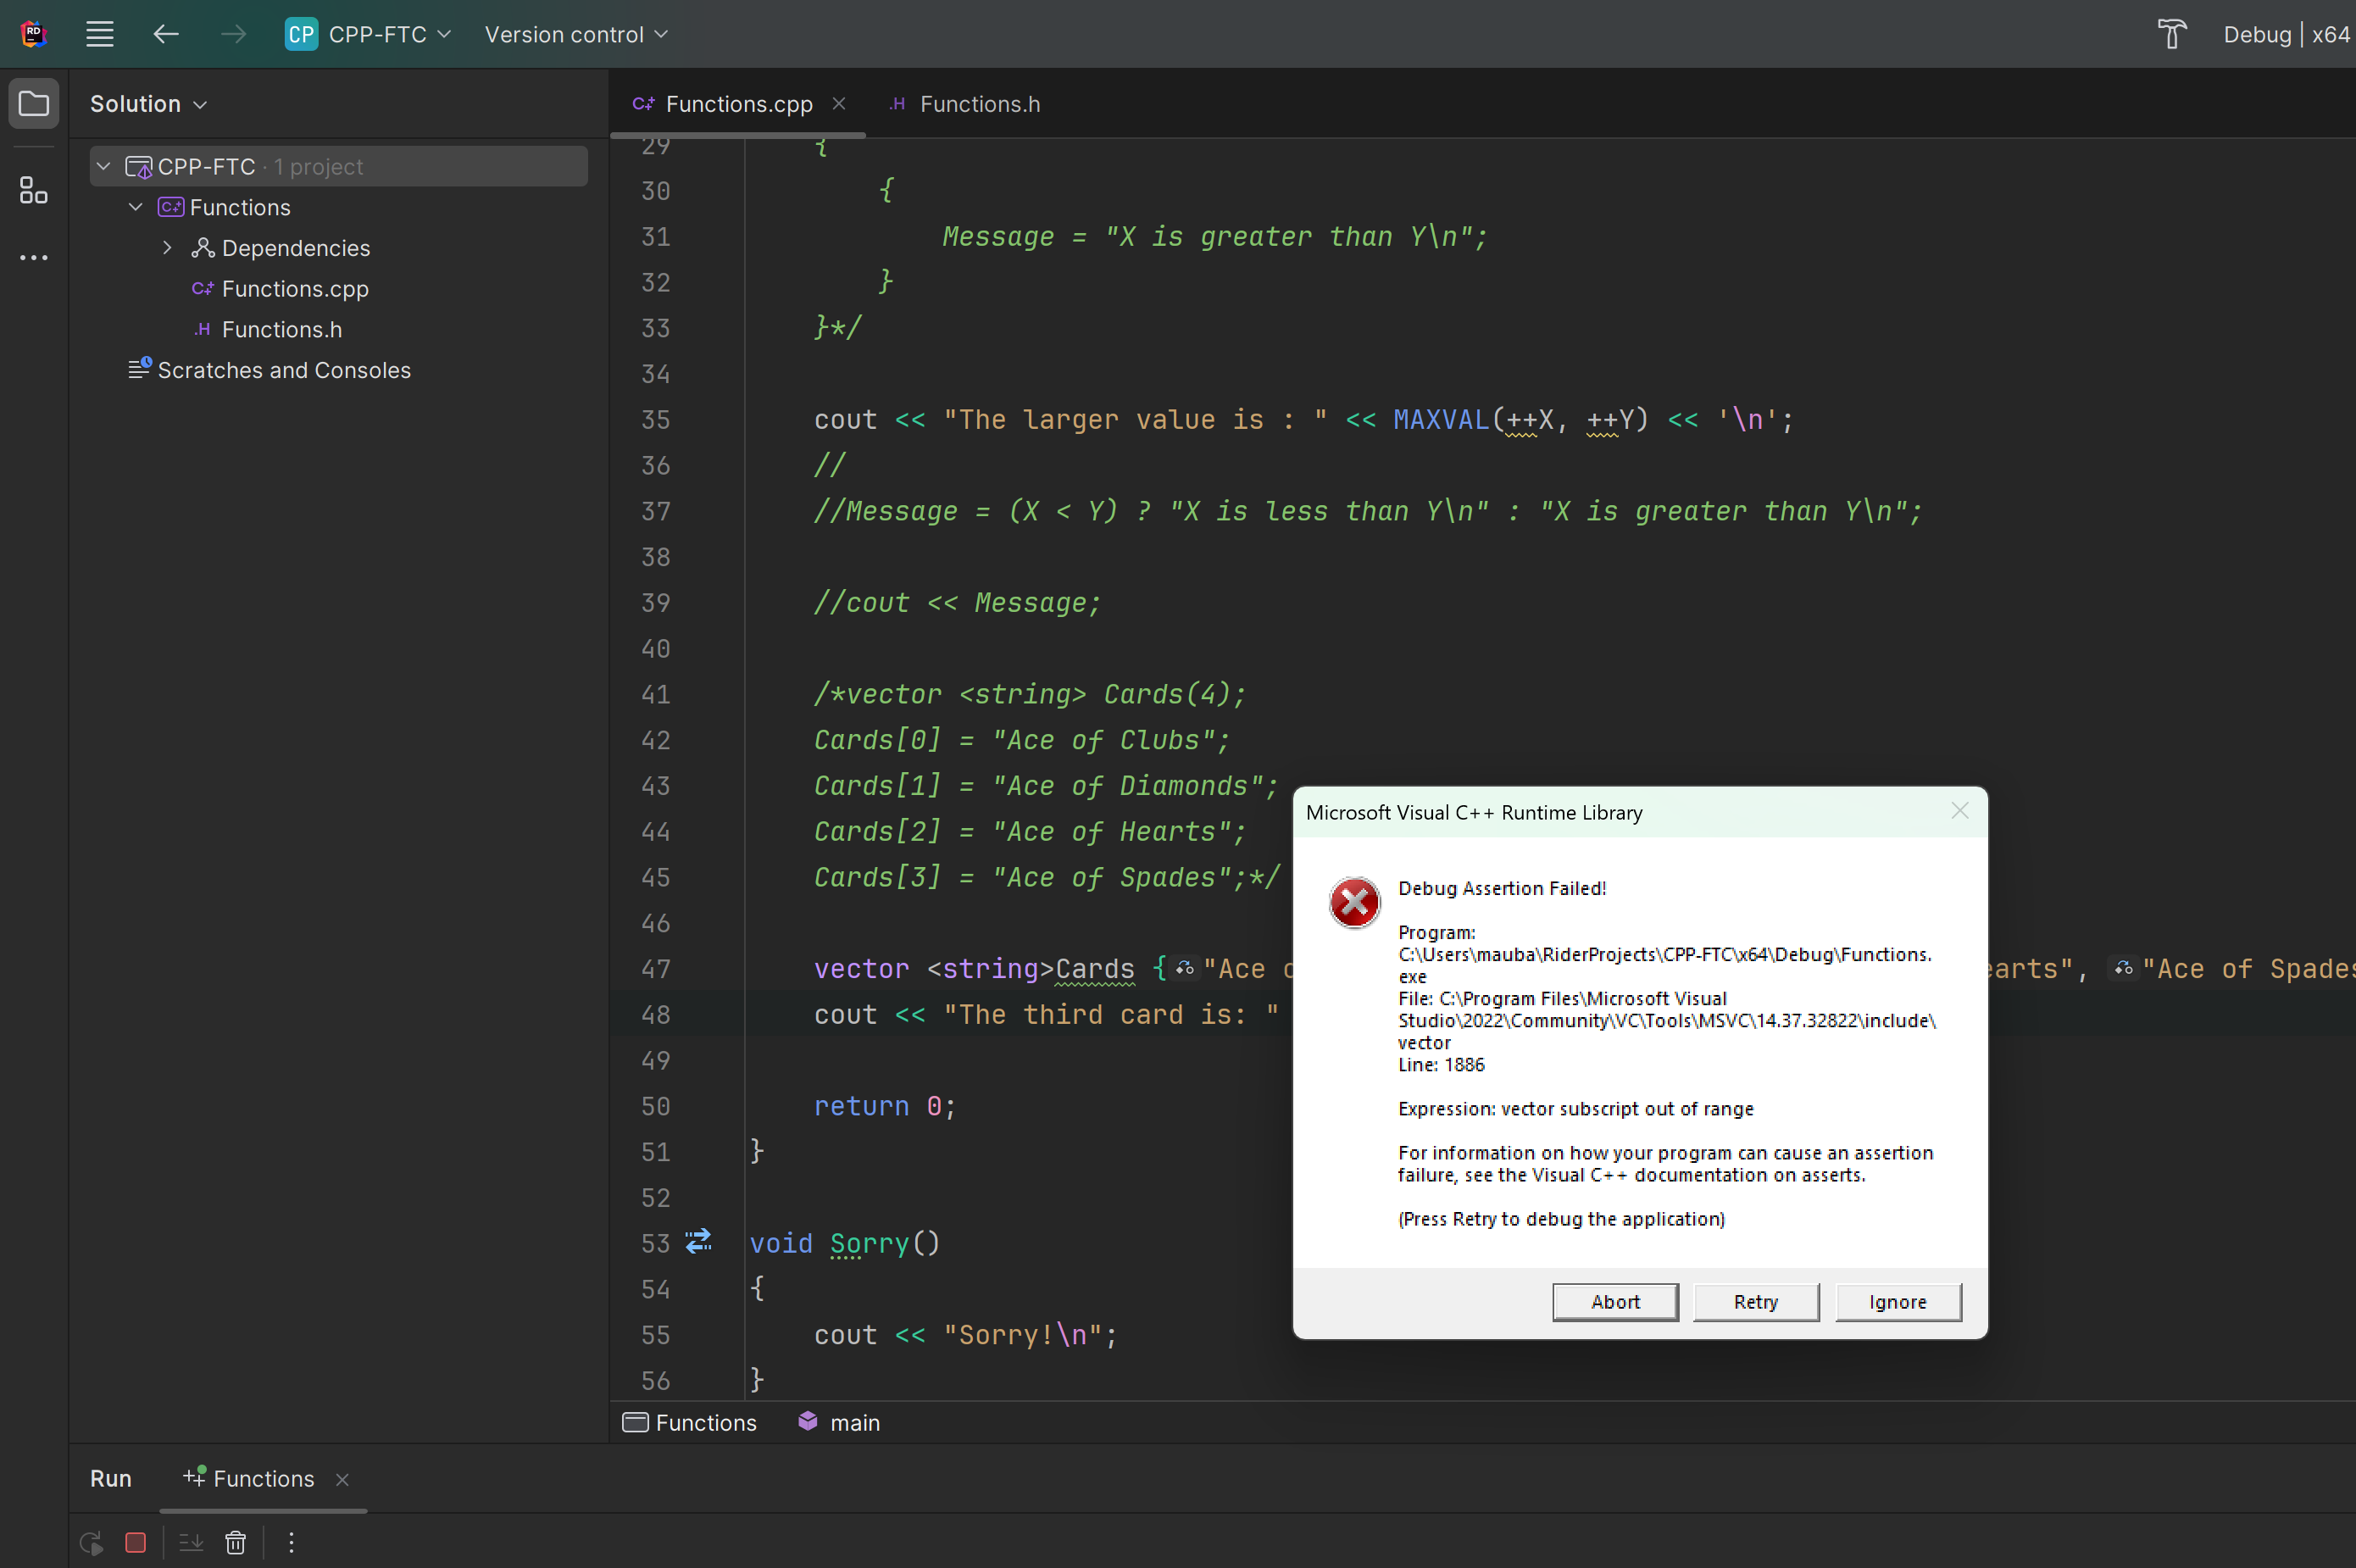 RD
CP CPP-FTC Version control Debug | x64
Solution
Functions.cpp
.H Functions.h
CPP-FTC · 1 project
Functions
Dependencies
Functions.cpp
.H Functions.h
Scratches and Consoles
29 {
30 {
31 Message = "X is greater than Y\n";
32 }
33 }*/
34
35 cout << "The larger value is : " << MAXVAL(++X, ++Y) << '\n';
36 //
37 //Message = (X < Y) ? "X is less than Y\n" : "X is greater than Y\n";
38
39 //cout << Message;
40
41 /*vector <string> Cards(4);
42 Cards[0] = "Ace of Clubs";
43 Cards[1] = "Ace of Diamonds";
44 Cards[2] = "Ace of Hearts";
45 Cards[3] = "Ace of Spades";*/
46
47 vector <string>Cards { "Ace earts", "Ace of Spades
48 cout << "The third card is: "
49
50 return 0;
51 }
52
53 void Sorry()
54 {
55 cout << "Sorry!\n";
56 }
Microsoft Visual C++ Runtime Library
Debug Assertion Failed!
Program:
C:\Users\mauba\RiderProjects\CPP-FTC\x64\Debug\Functions.
exe
File: C:\Program Files\Microsoft Visual
Studio\2022\Community\VC\Tools\MSVC\14.37.32822\include\
vector
Line: 1886
Expression: vector subscript out of range
For information on how your program can cause an assertion
failure, see the Visual C++ documentation on asserts.
(Press Retry to debug the application)
Abort Retry Ignore
Functions main
Run Functions